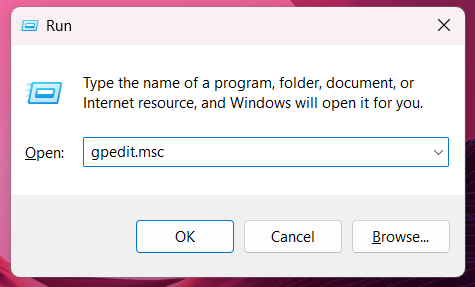 Run
Type the name of a program, folder, document, or
Internet resource, and Windows will open it for you.
Open: gpedit.msc
OK Cancel Browse...